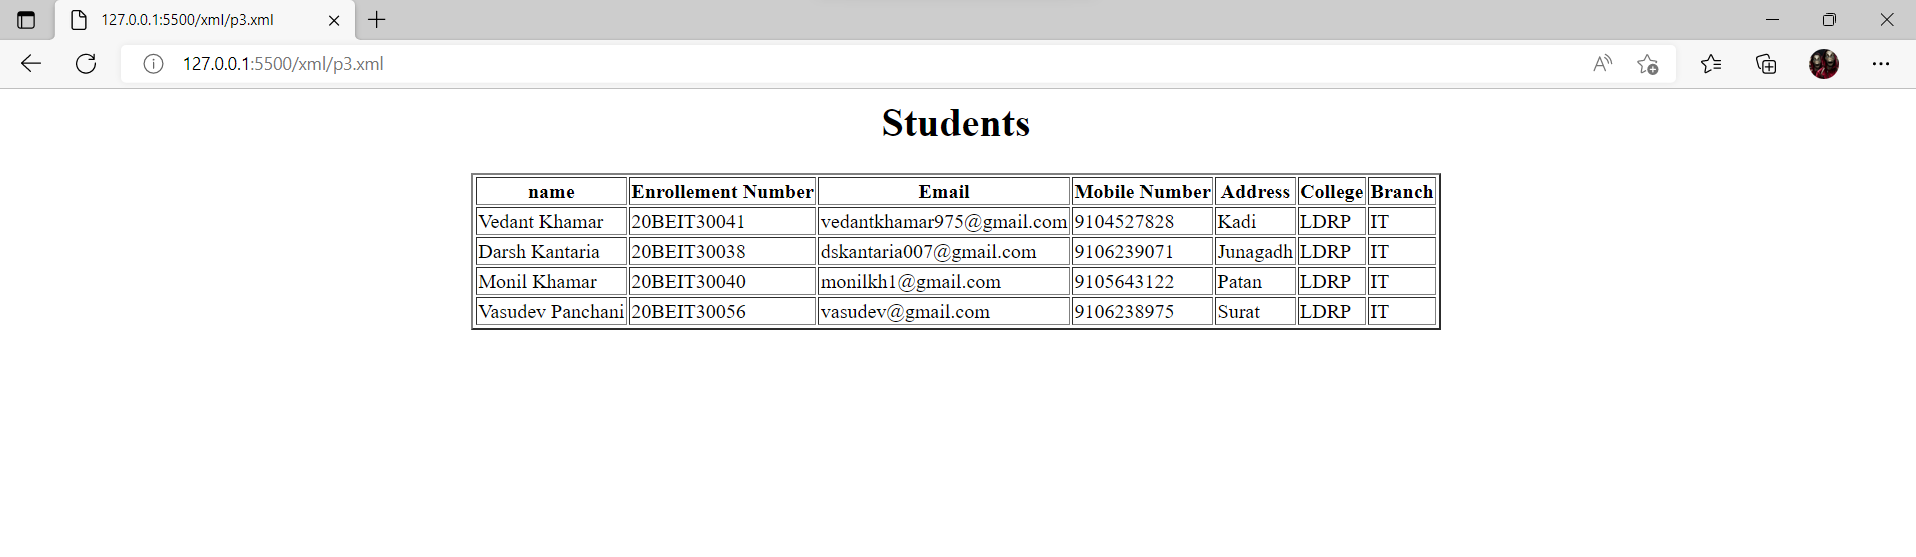 127.0.0.1:5500/xml/p3.xml
127.0.0.1:5500/xml/p3.xml
Students
name Enrollement Number Email Mobile Number Address College Branch
Vedant Khamar 20BEIT30041 vedantkhamar975@gmail.com 9104527828 Kadi LDRP IT
Darsh Kantaria 20BEIT30038 dskantaria007@gmail.com 9106239071 Junagadh LDRP IT
Monil Khamar 20BEIT30040 monilkh1@gmail.com 9105643122 Patan LDRP IT
Vasudev Panchani 20BEIT30056 vasudev@gmail.com 9106238975 Surat LDRP IT